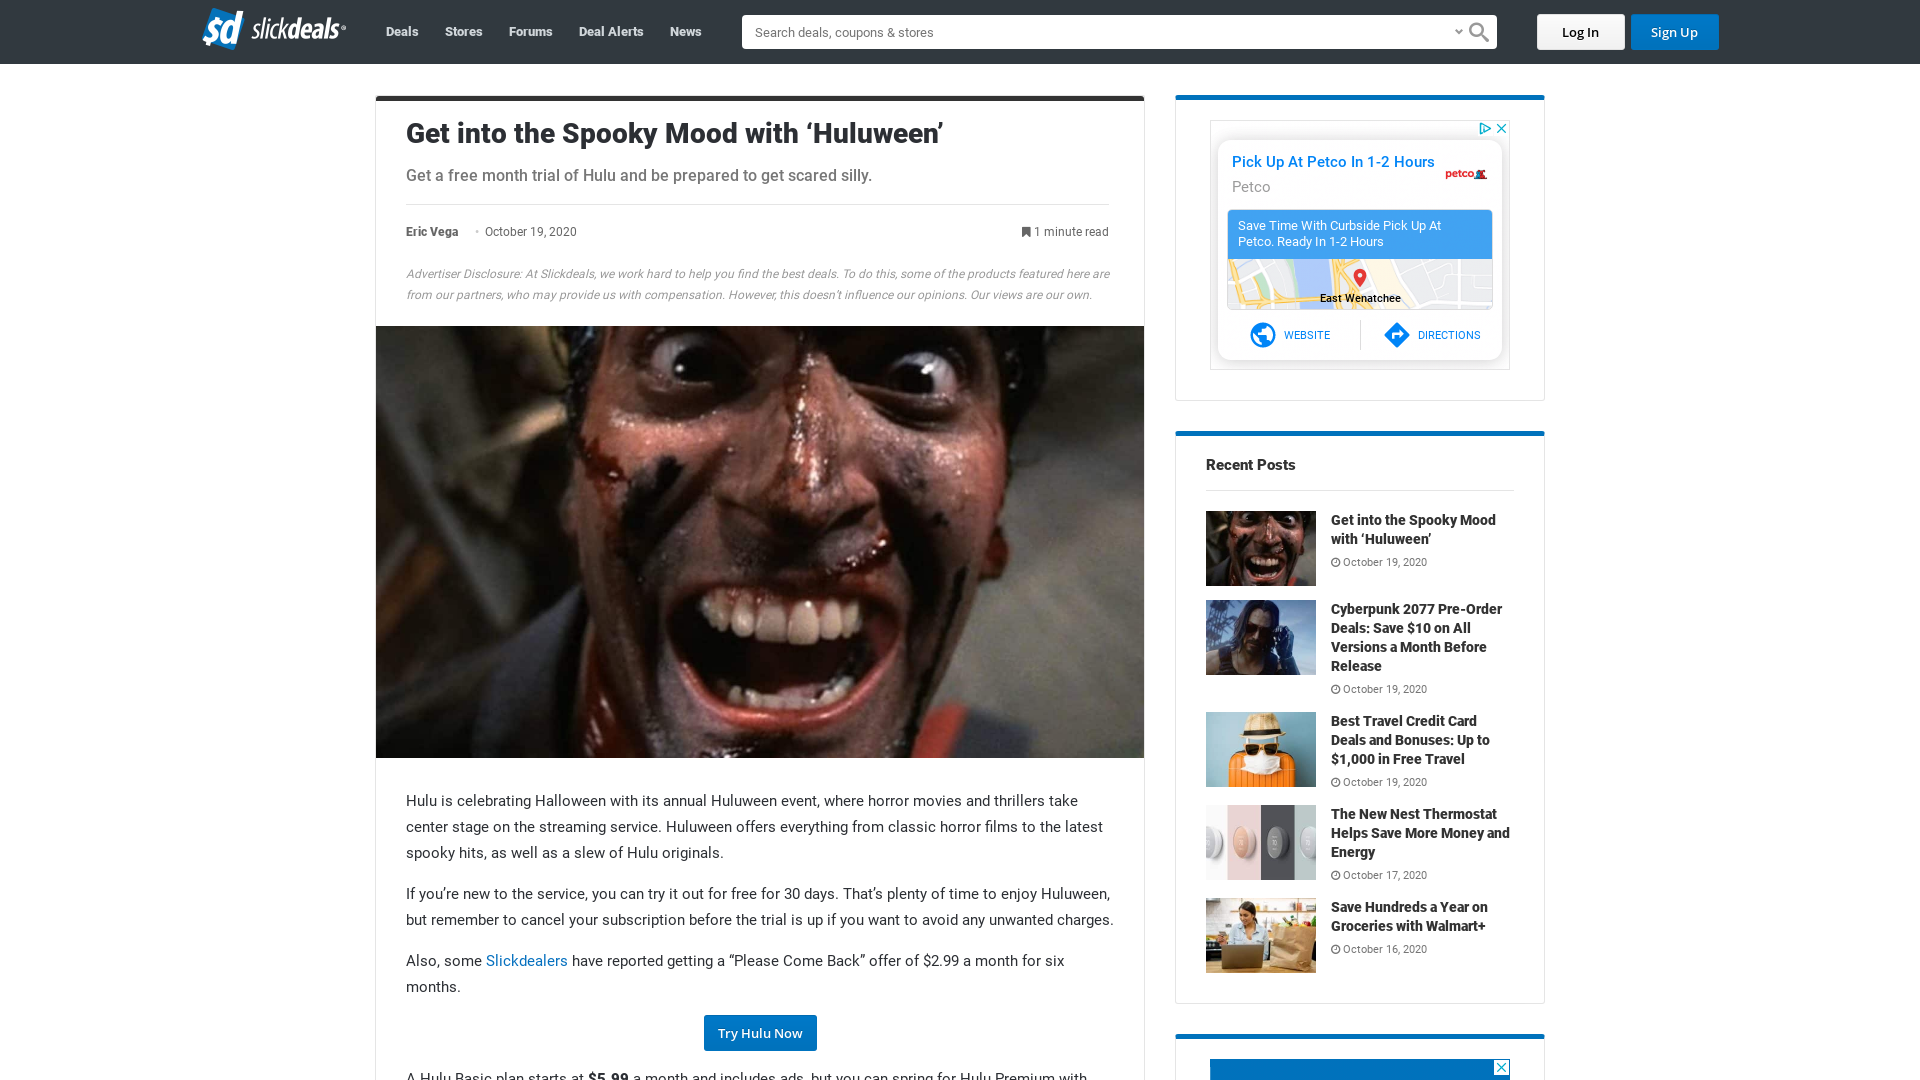 sd slickdeals
Deals Stores Forums Deal Alerts News
Search deals, coupons & stores
Log In
Sign Up
Get into the Spooky Mood with ‘Huluween’
Get a free month trial of Hulu and be prepared to get scared silly.
Eric Vega • October 19, 2020
1 minute read
Advertiser Disclosure: At Slickdeals, we work hard to help you find the best deals. To do this, some of the products featured here are
from our partners, who may provide us with compensation. However, this doesn’t influence our opinions. Our views are our own.
Hulu is celebrating Halloween with its annual Huluween event, where horror movies and thrillers take
center stage on the streaming service. Huluween offers everything from classic horror films to the latest
spooky hits, as well as a slew of Hulu originals.
If you’re new to the service, you can try it out for free for 30 days. That’s plenty of time to enjoy Huluween,
but remember to cancel your subscription before the trial is up if you want to avoid any unwanted charges.
Also, some Slickdealers have reported getting a “Please Come Back” offer of $2.99 a month for six
months.
Try Hulu Now
A Hulu Basic plan starts at $5.99 a month and includes ads, but you can spring for Hulu Premium with
Pick Up At Petco In 1-2 Hours
Petco
petco
Save Time With Curbside Pick Up At
Petco. Ready In 1-2 Hours
East Wenatchee
WEBSITE
DIRECTIONS
Recent Posts
Get into the Spooky Mood
with ‘Huluween’
October 19, 2020
Cyberpunk 2077 Pre-Order
Deals: Save $10 on All
Versions a Month Before
Release
October 19, 2020
Best Travel Credit Card
Deals and Bonuses: Up to
$1,000 in Free Travel
October 19, 2020
The New Nest Thermostat
Helps Save More Money and
Energy
October 17, 2020
Save Hundreds a Year on
Groceries with Walmart+
October 16, 2020